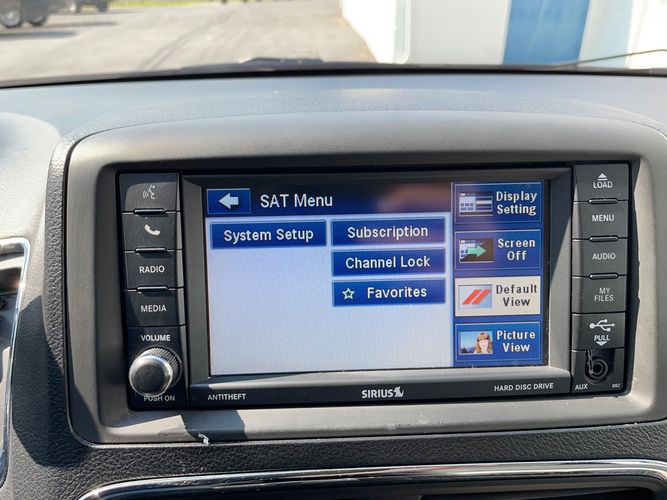 SAT Menu
System Setup
Subscription
Channel Lock
Favorites
Display
Setting
Screen
Off
Default
View
Picture
View
RADIO
MEDIA
VOLUME
PUSH ON
LOAD
MENU
AUDIO
MY
FILES
PULL
ANTITHEFT
SIRIUS
HARD DISC DRIVE
AUX